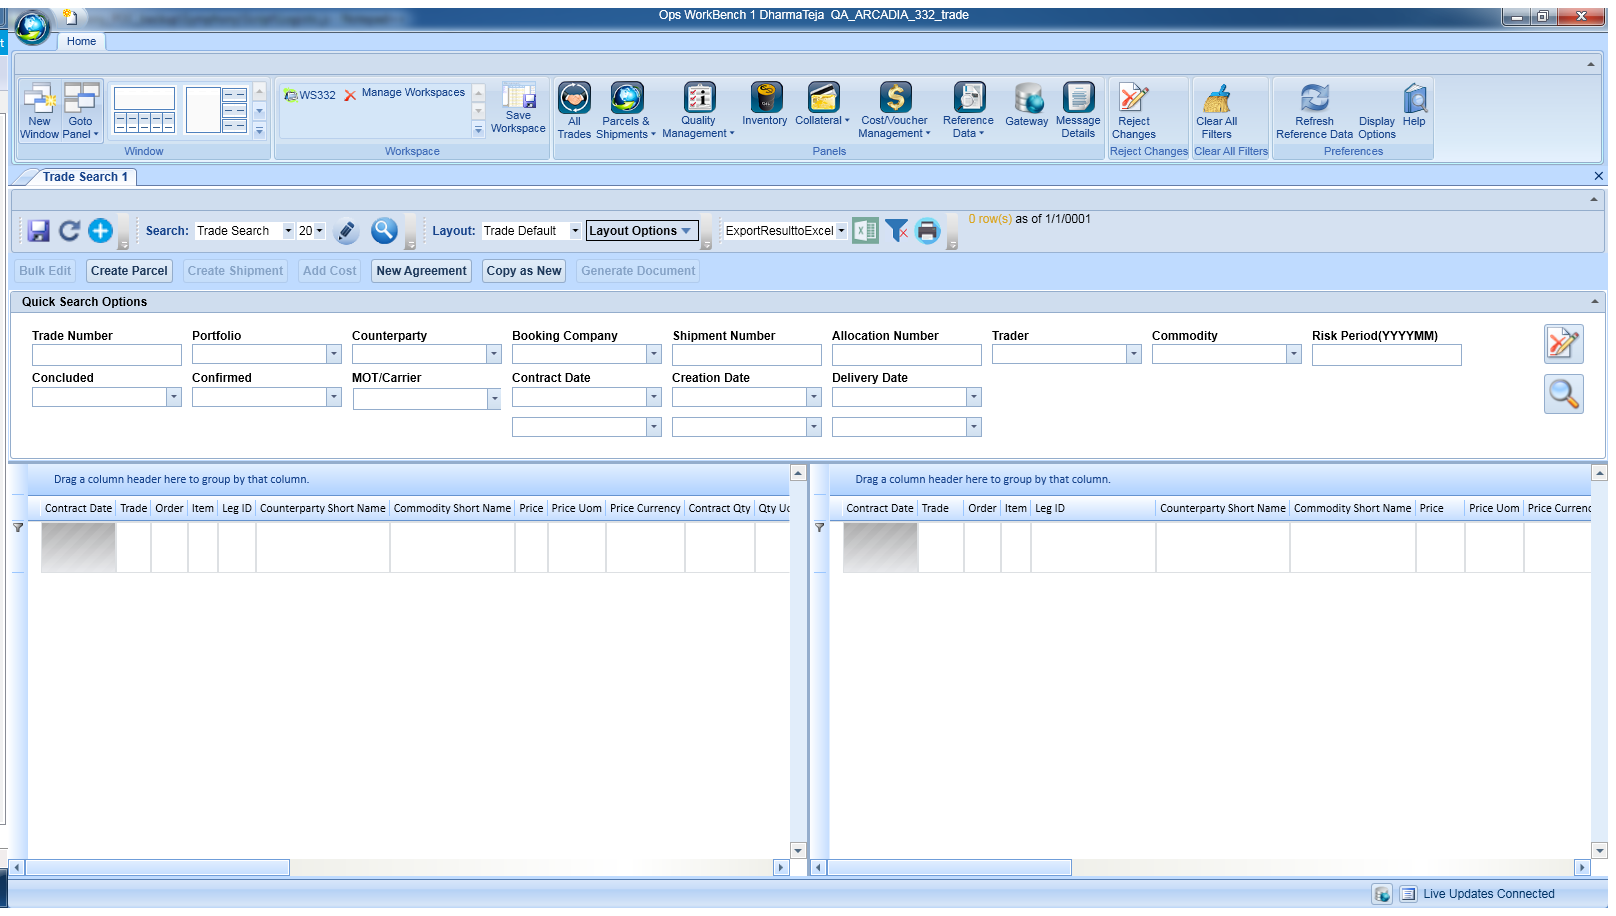 Ops WorkBench 1 DharmaTeja  QA_ARCADIA_332_trade
Home
New Window
Goto Panel
Window
WS332
Manage Workspaces
Save Workspace
Workspace
All Trades
Parcels & Shipments
Quality Management
Inventory
Collateral
Cost/Voucher Management
Reference Data
Gateway
Message Details
Panels
Reject Changes
Reject Changes
Clear All Filters
Clear All Filters
Refresh Reference Data
Display Options
Help
Preferences
Trade Search 1
Search: Trade Search 20
Layout: Trade Default Layout Options
ExportResulttoExcel
0 row(s) as of 1/1/0001
Bulk Edit Create Parcel Create Shipment Add Cost New Agreement Copy as New Generate Document
Quick Search Options
Trade Number Portfolio Counterparty Booking Company Shipment Number Allocation Number Trader Commodity Risk Period(YYYYMM)
Concluded Confirmed MOT/Carrier Contract Date Creation Date Delivery Date
Drag a column header here to group by that column.
Contract Date Trade Order Item Leg ID Counterparty Short Name Commodity Short Name Price Price Uom Price Currency Contract Qty Qty Uo
Drag a column header here to group by that column.
Contract Date Trade Order Item Leg ID Counterparty Short Name Commodity Short Name Price Price Uom Price Currenc
Live Updates Connected